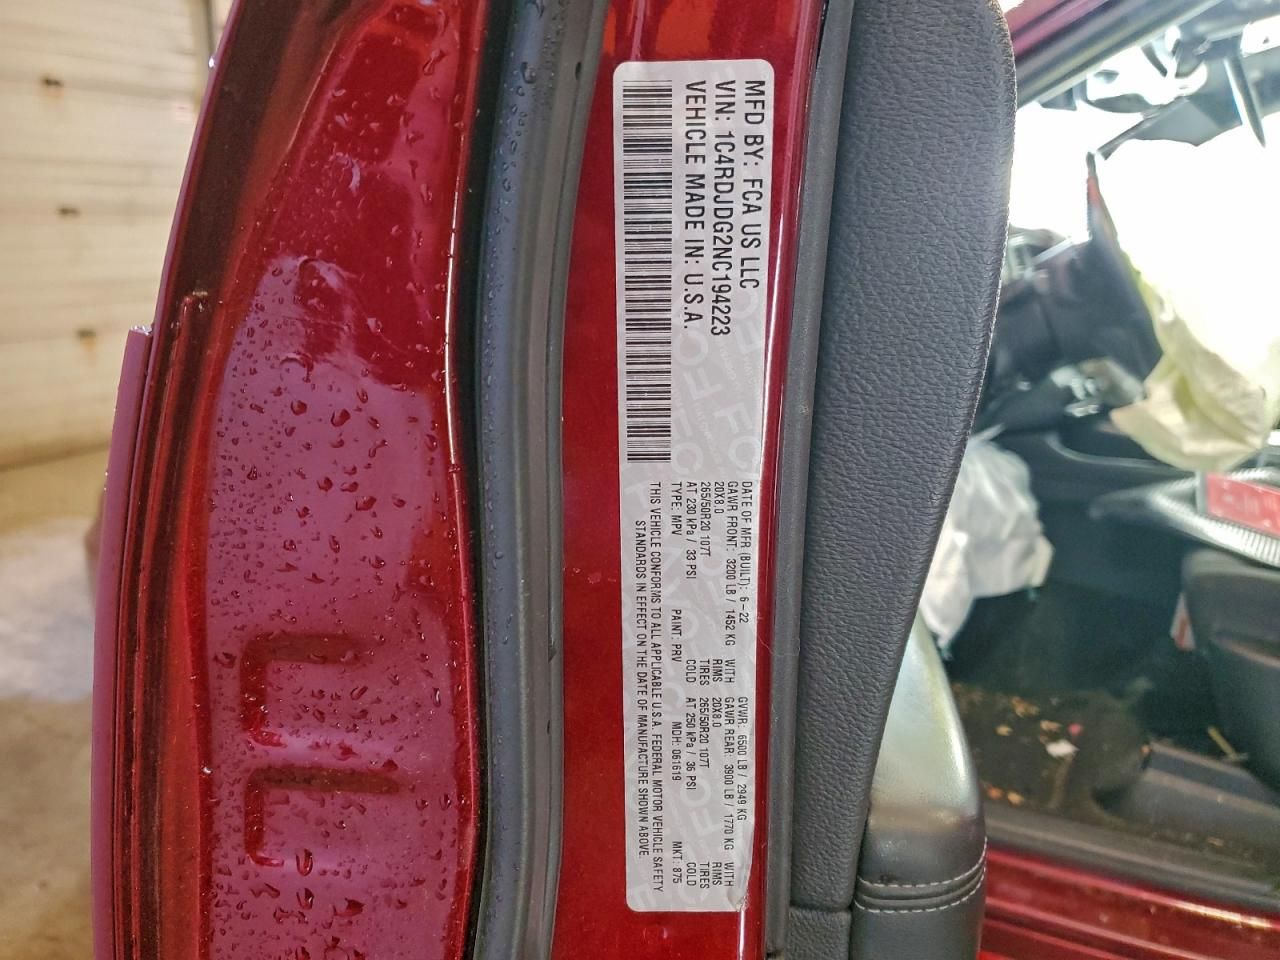 MFD BY: FCA US LLC
VIN: 1C4RDJDG2NC194223
VEHICLE MADE IN: U.S.A.
DATE OF MFR (BUILT): 6-22 GVWR: 6500 LB / 2949 KG
GAWR FRONT: 3200 LB / 1452 KG WITH GAWR REAR: 3900 LB / 1770 KG WITH
20X8.0 RIMS 20X8.0 RIMS
265/50R20 107T TIRES 265/50R20 107T TIRES
AT 230 kPa / 33 PSI COLD AT 250 kPa / 36 PSI COLD
TYPE: MPV PAINT: PRV MDH: 061619 MKT: 875
THIS VEHICLE CONFORMS TO ALL APPLICABLE U.S.A. FEDERAL MOTOR VEHICLE SAFETY
STANDARDS IN EFFECT ON THE DATE OF MANUFACTURE SHOWN ABOVE.